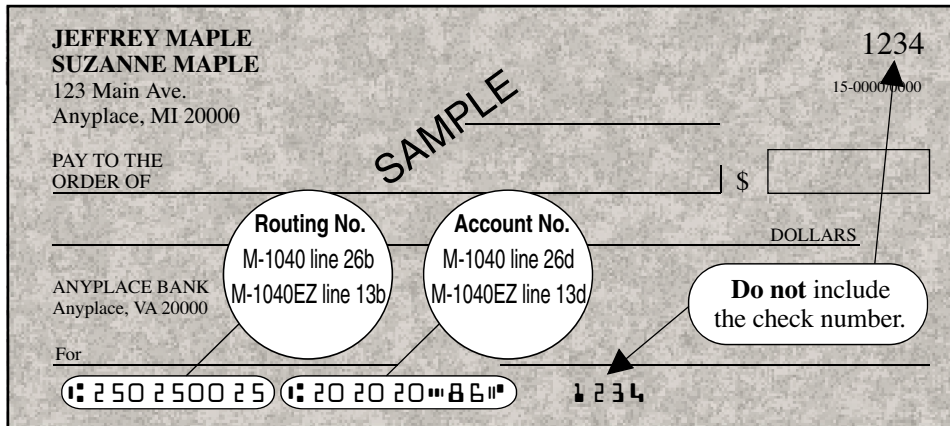 JEFFREY MAPLE
SUZANNE MAPLE
123 Main Ave.
Anyplace, MI 20000
1234
15-0000/0000
SAMPLE
PAY TO THE
ORDER OF
$
Routing No.
M-1040 line 26b
M-1040EZ line 13b
Account No.
M-1040 line 26d
M-1040EZ line 13d
DOLLARS
ANYPLACE BANK
Anyplace, VA 20000
Do not include
the check number.
For
⑆250250025 ⑆202020⑉86⑈ 1234